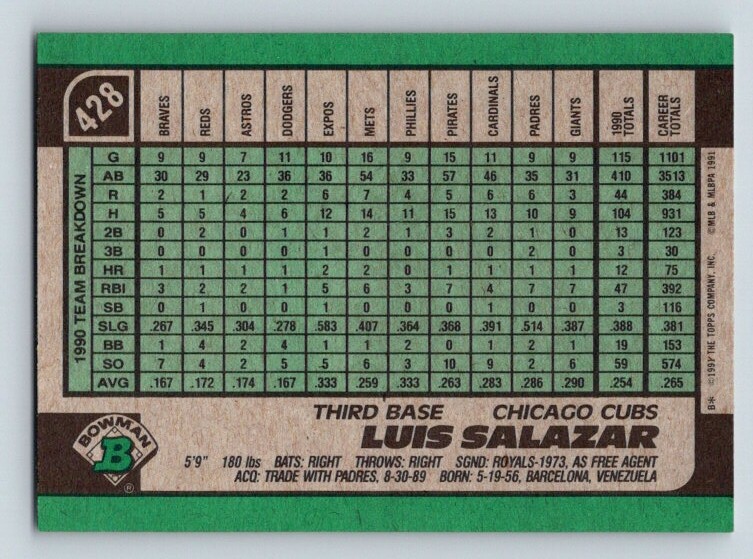 428
BRAVES REDS ASTROS DODGERS EXPOS METS PHILLIES PIRATES CARDINALS PADRES GIANTS 1990 TOTALS CAREER TOTALS
1990 TEAM BREAKDOWN
G 9 9 7 11 10 16 9 15 11 9 9 115 1101
AB 30 29 23 36 36 54 33 57 46 35 31 410 3513
R 2 1 2 2 6 7 4 5 6 6 3 44 384
H 5 5 4 6 12 14 11 15 13 10 9 104 931
2B 0 2 0 1 1 2 1 3 2 1 0 13 123
3B 0 0 0 0 1 0 0 0 0 2 0 3 30
HR 1 1 1 1 2 2 0 1 1 1 1 12 75
RBI 3 2 2 1 5 6 3 7 4 7 7 47 392
SB 0 1 0 0 1 0 0 0 1 0 0 3 116
SLG .267 .345 .304 .278 .583 .407 .364 .368 .391 .514 .387 .388 .381
BB 1 4 2 4 1 1 2 0 1 2 1 19 153
SO 7 4 2 5 5 6 3 10 9 2 6 59 574
AVG .167 .172 .174 .167 .333 .259 .333 .263 .283 .286 .290 .254 .265
B* ©1991 THE TOPPS COMPANY, INC. ©MLB & MLBPA 1991
THIRD BASE CHICAGO CUBS
LUIS SALAZAR
BOWMAN
B
®
5'9" 180 lbs BATS: RIGHT THROWS: RIGHT SGND: ROYALS-1973, AS FREE AGENT
ACQ: TRADE WITH PADRES, 8-30-89 BORN: 5-19-56, BARCELONA, VENEZUELA